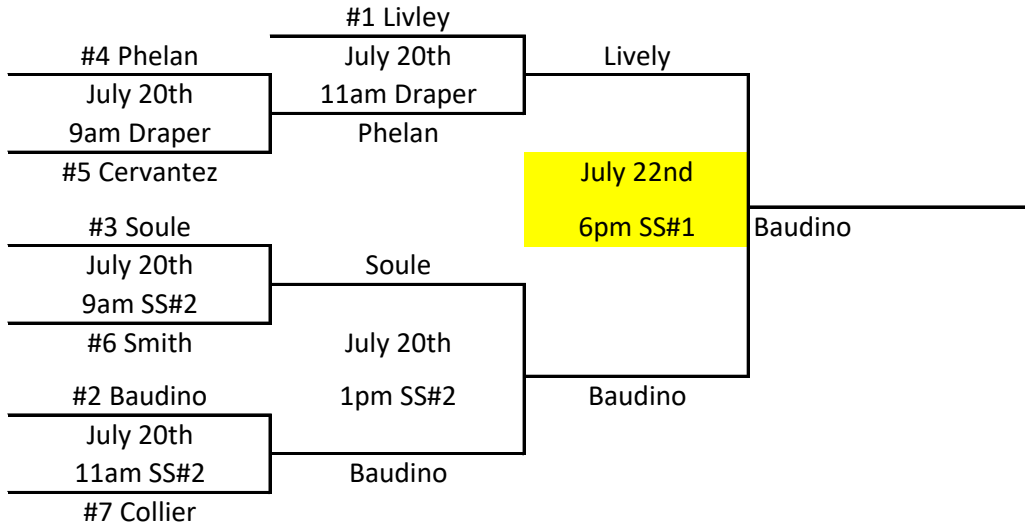 #1 Livley
#4 Phelan
July 20th
Lively
July 20th
11am Draper
9am Draper
Phelan
#5 Cervantez
July 22nd
#3 Soule
6pm SS#1
Baudino
July 20th
Soule
9am SS#2
#6 Smith
July 20th
#2 Baudino
1pm SS#2
Baudino
July 20th
11am SS#2
Baudino
#7 Collier